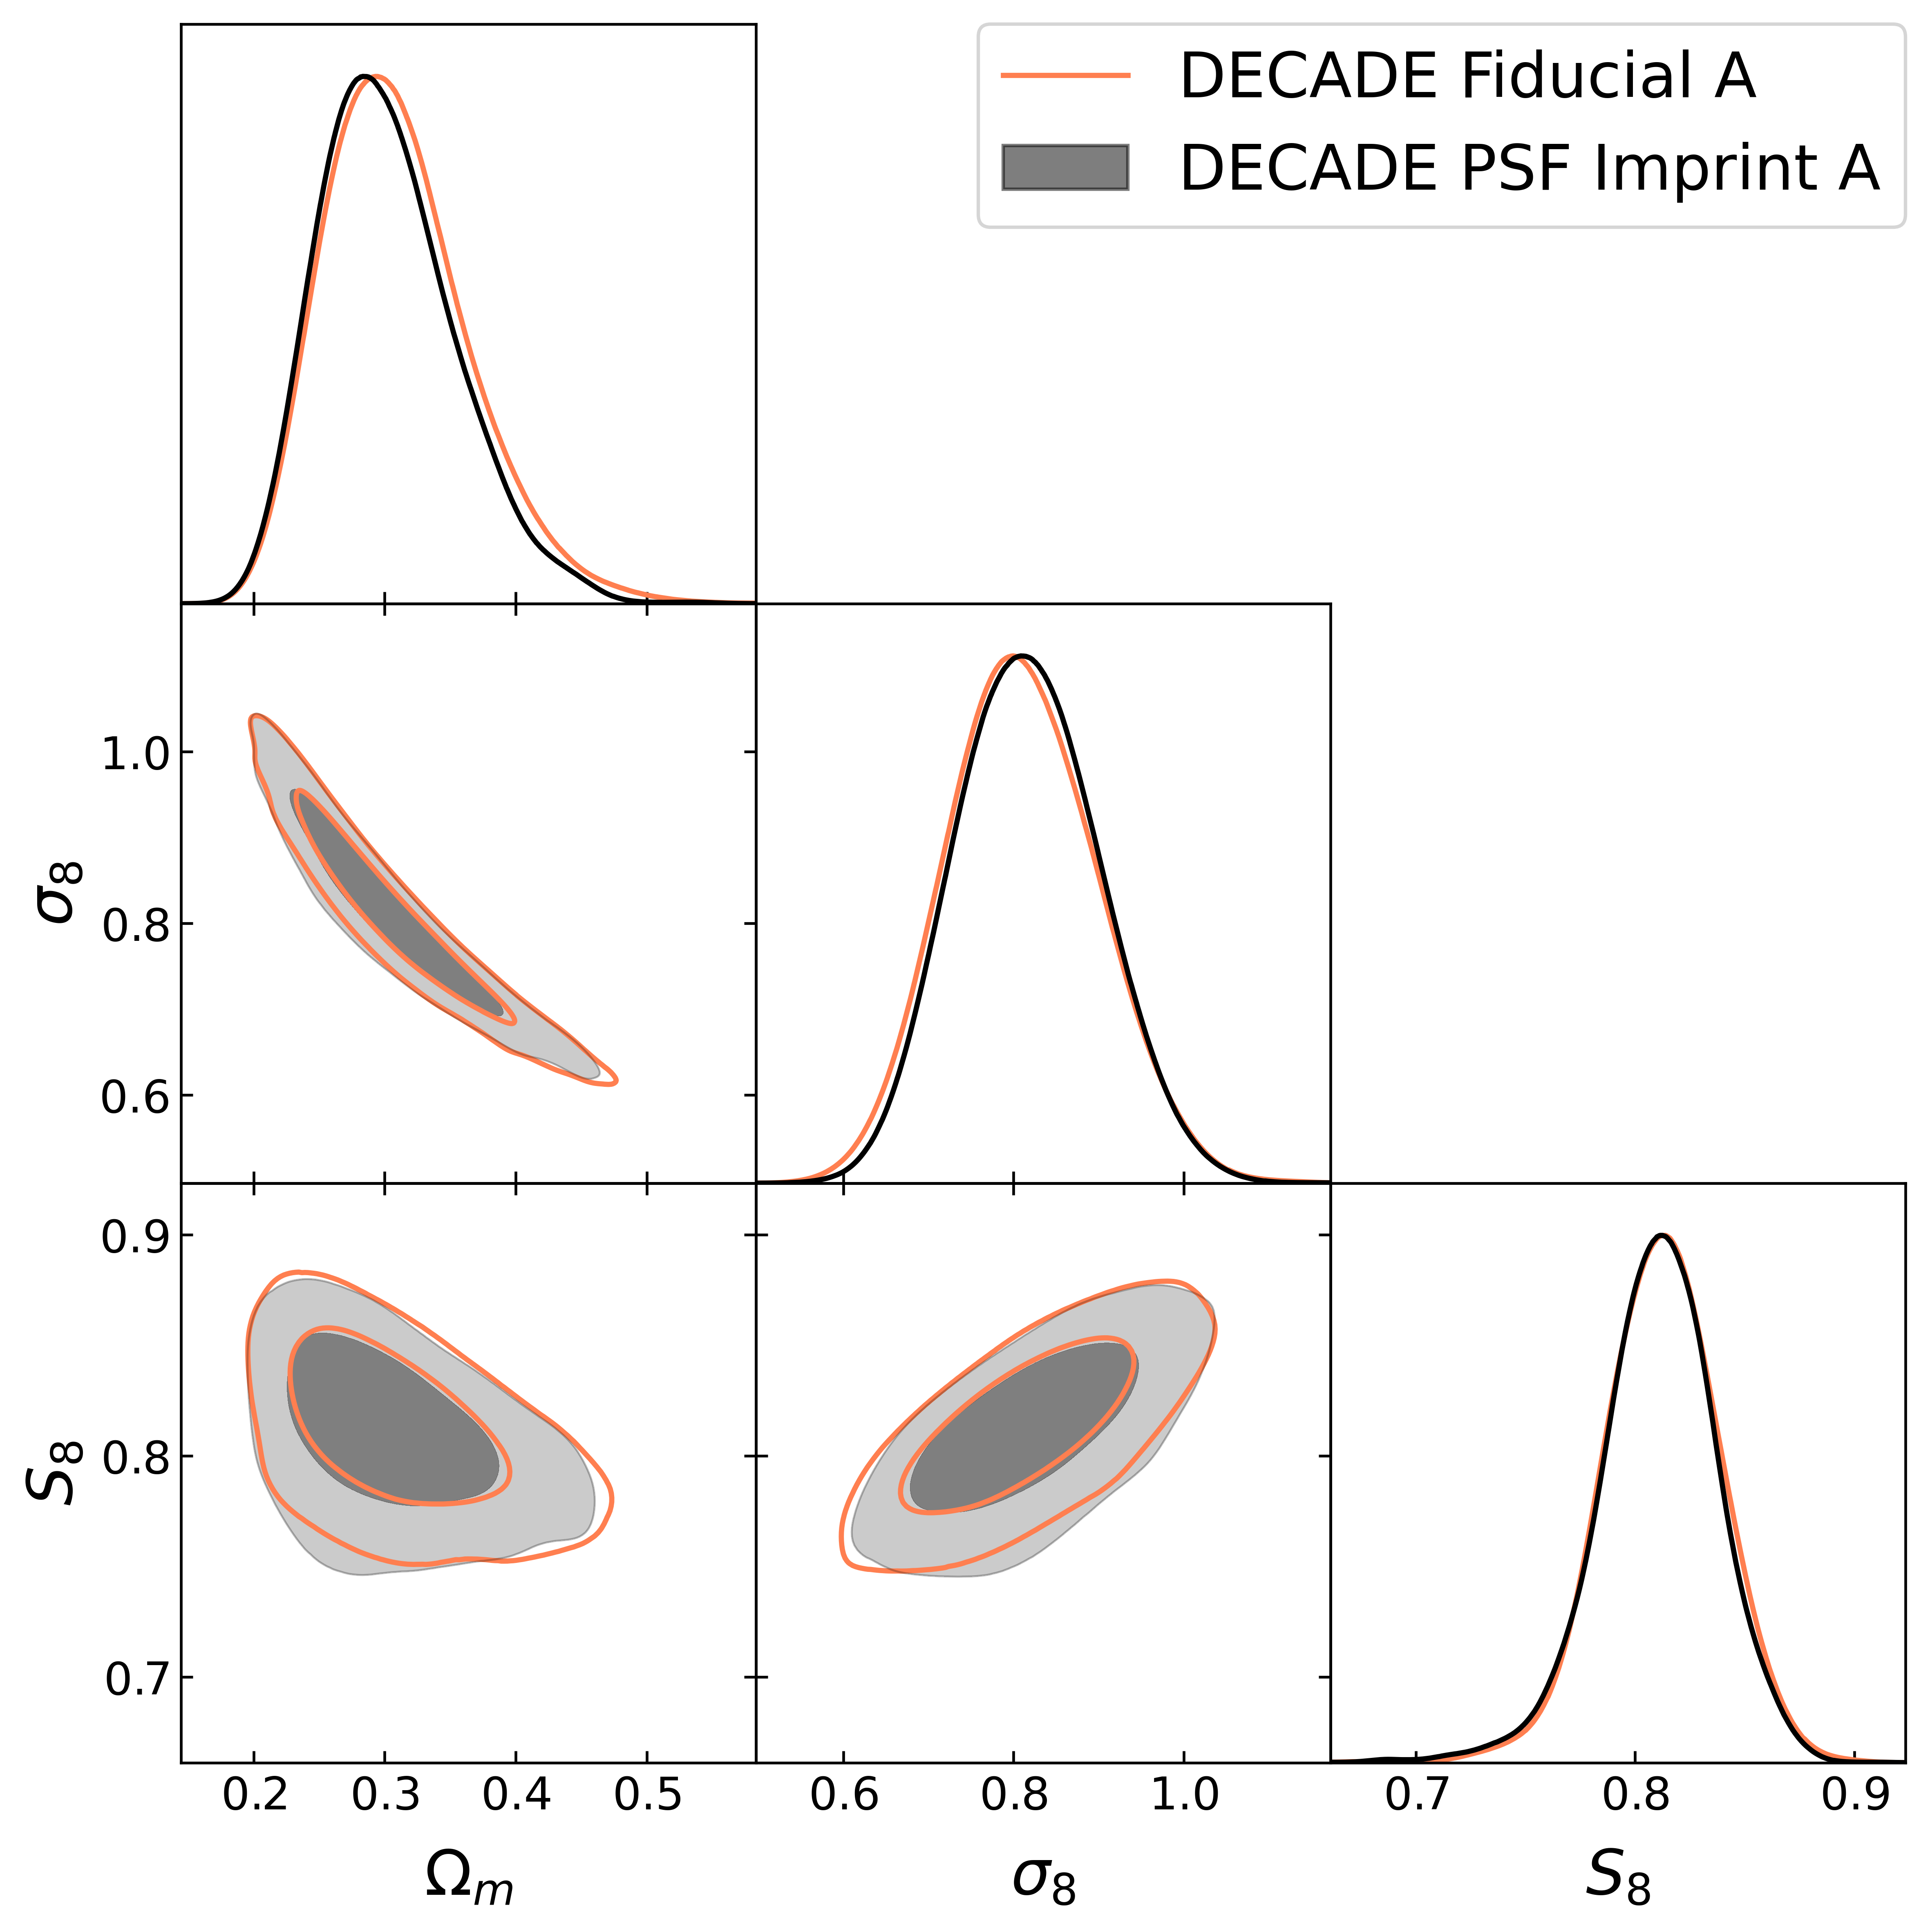 DECADE Fiducial A
DECADE PSF Imprint A
σ₈
1.0
0.8
0.6
S₈
0.9
0.8
0.7
0.2 0.3 0.4 0.5
0.6 0.8 1.0
0.7 0.8 0.9
Ωₘ
σ₈
S₈